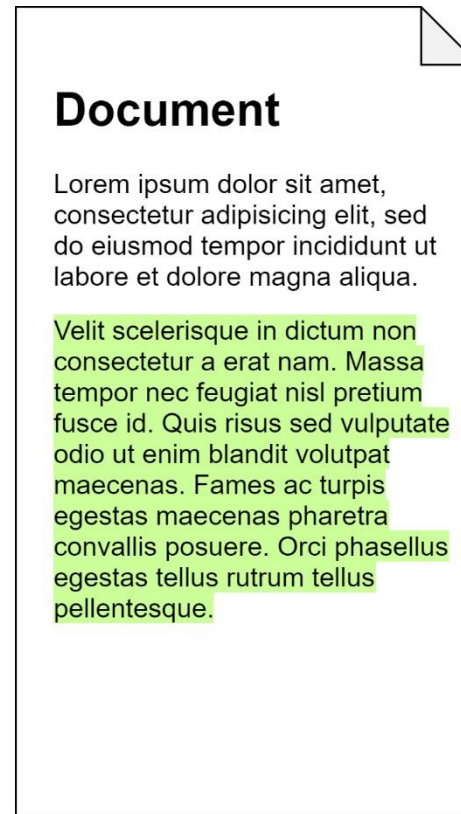 Document
Lorem ipsum dolor sit amet,
consectetur adipisicing elit, sed
do eiusmod tempor incididunt ut
labore et dolore magna aliqua.
Velit scelerisque in dictum non
consectetur a erat nam. Massa
tempor nec feugiat nisl pretium
fusce id. Quis risus sed vulputate
odio ut enim blandit volutpat
maecenas. Fames ac turpis
egestas maecenas pharetra
convallis posuere. Orci phasellus
egestas tellus rutrum tellus
pellentesque.